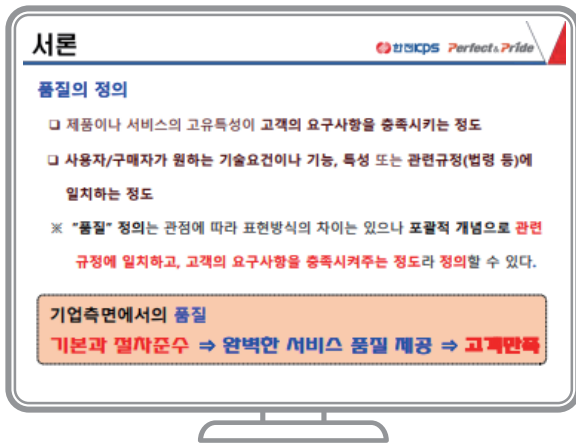 서론
한전KPS Perfect & Pride
품질의 정의
❑ 제품이나 서비스의 고유특성이 고객의 요구사항을 충족시키는 정도
❑ 사용자/구매자가 원하는 기술요건이나 기능, 특성 또는 관련규정(법령 등)에
일치하는 정도
※ "품질" 정의는 관점에 따라 표현방식의 차이는 있으나 포괄적 개념으로 관련
규정에 일치하고, 고객의 요구사항을 충족시켜주는 정도라 정의할 수 있다.
기업측면에서의 품질
기본과 절차준수 ⇒ 완벽한 서비스 품질 제공 ⇒ 고객만족